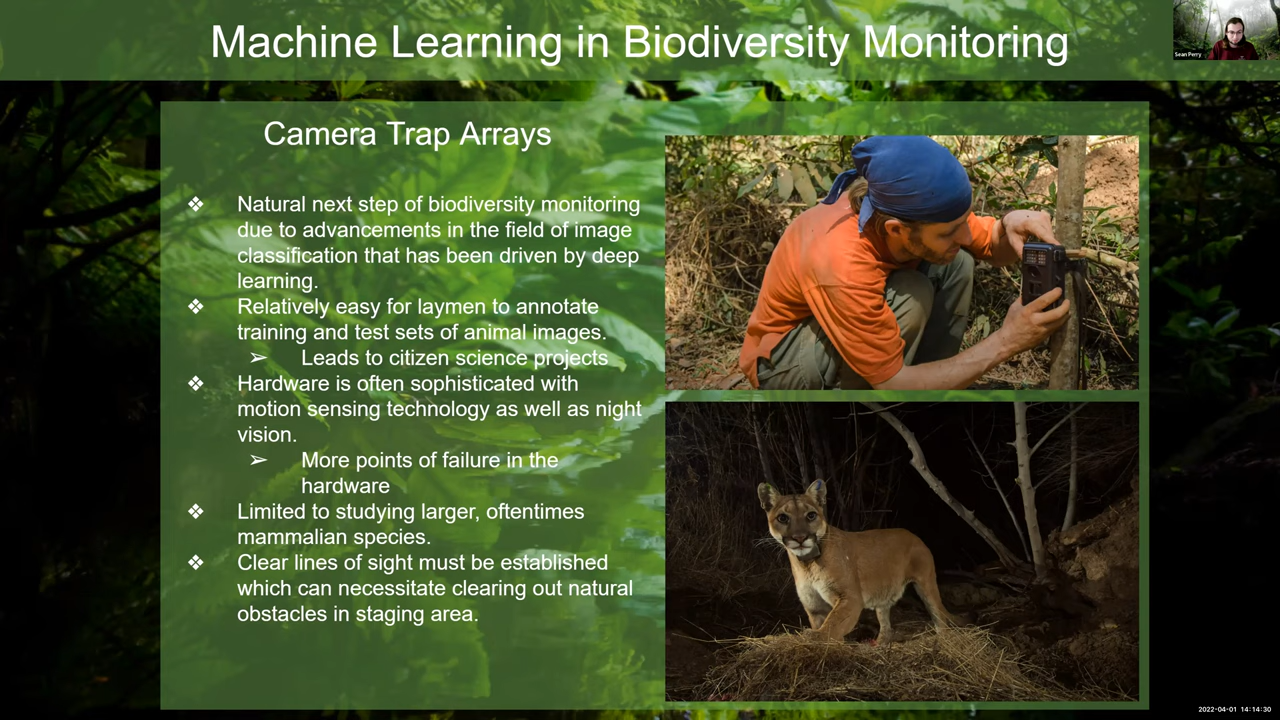 Machine Learning in Biodiversity Monitoring
Sean Perry
Camera Trap Arrays
❖ Natural next step of biodiversity monitoring
due to advancements in the field of image
classification that has been driven by deep
learning.
❖ Relatively easy for laymen to annotate
training and test sets of animal images.
➢ Leads to citizen science projects
❖ Hardware is often sophisticated with
motion sensing technology as well as night
vision.
➢ More points of failure in the
hardware
❖ Limited to studying larger, oftentimes
mammalian species.
❖ Clear lines of sight must be established
which can necessitate clearing out natural
obstacles in staging area.
2022-04-01 14:14:30